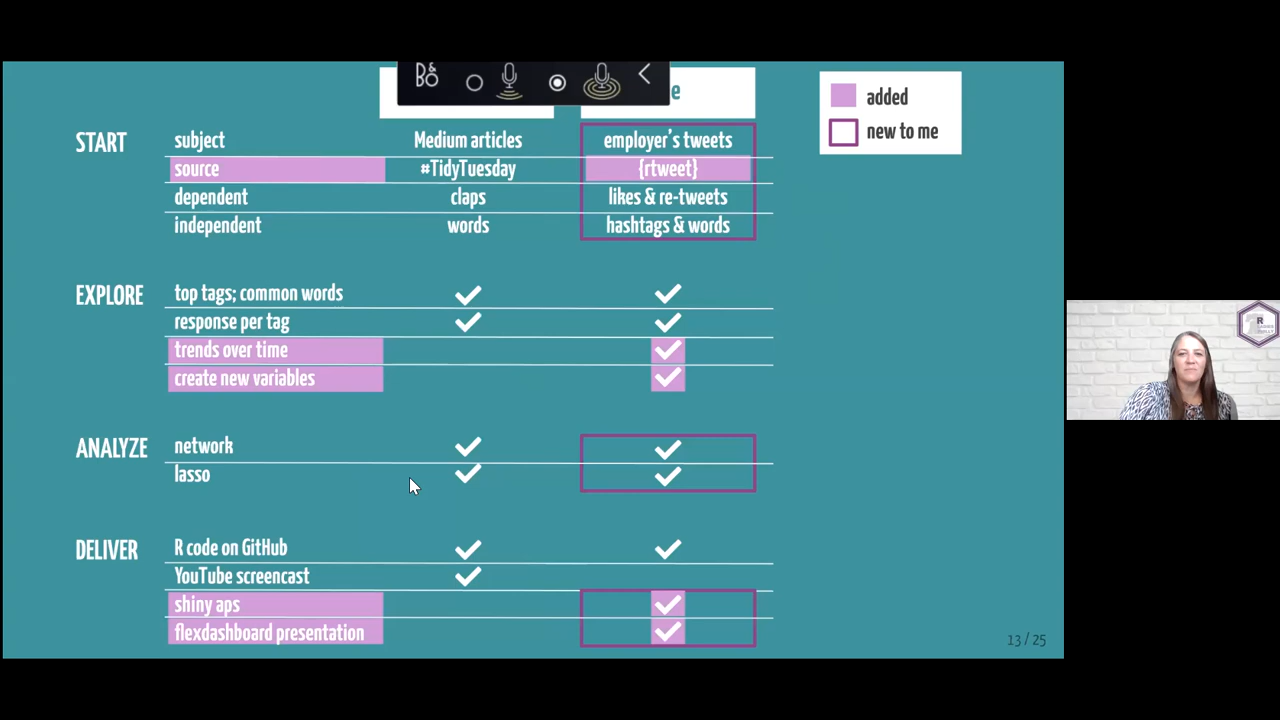 B&O
e
added
new to me
START
subject Medium articles employer's tweets
source #TidyTuesday {rtweet}
dependent claps likes & re-tweets
independent words hashtags & words
EXPLORE
top tags; common words
response per tag
trends over time
create new variables
ANALYZE
network
lasso
DELIVER
R code on GitHub
YouTube screencast
shiny aps
flexdashboard presentation
13 / 25
R